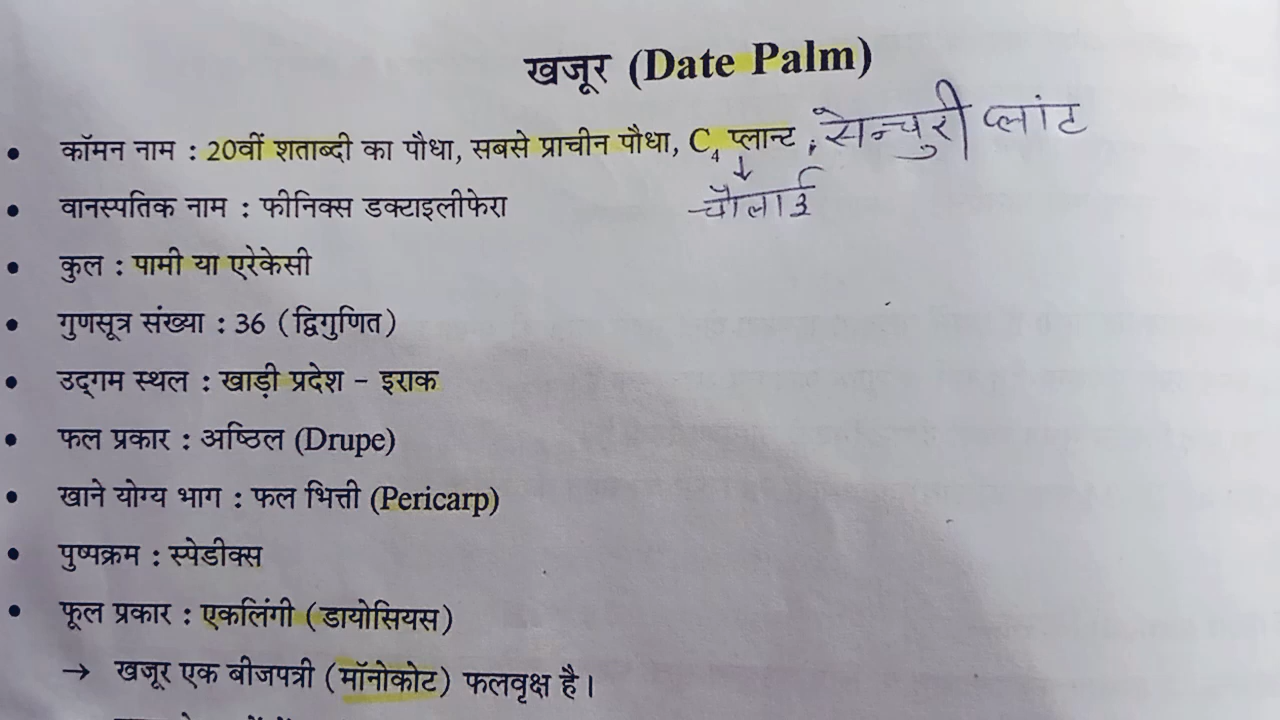 खजूर (Date Palm)
• कॉमन नाम : 20वीं शताब्दी का पौधा, सबसे प्राचीन पौधा, C₄ प्लान्ट , सेन्चुरी प्लांट
↓
चौलाई
• वानस्पतिक नाम : फीनिक्स डक्टाइलीफेरा
• कुल : पामी या एरेकेसी
• गुणसूत्र संख्या : 36 (द्विगुणित)
• उद्‌गम स्थल : खाड़ी प्रदेश - इराक
• फल प्रकार : अष्ठिल (Drupe)
• खाने योग्य भाग : फल भित्ती (Pericarp)
• पुष्पक्रम : स्पेडीक्स
• फूल प्रकार : एकलिंगी (डायोसियस)
→ खजूर एक बीजपत्री (मॉनोकोट) फलवृक्ष है।